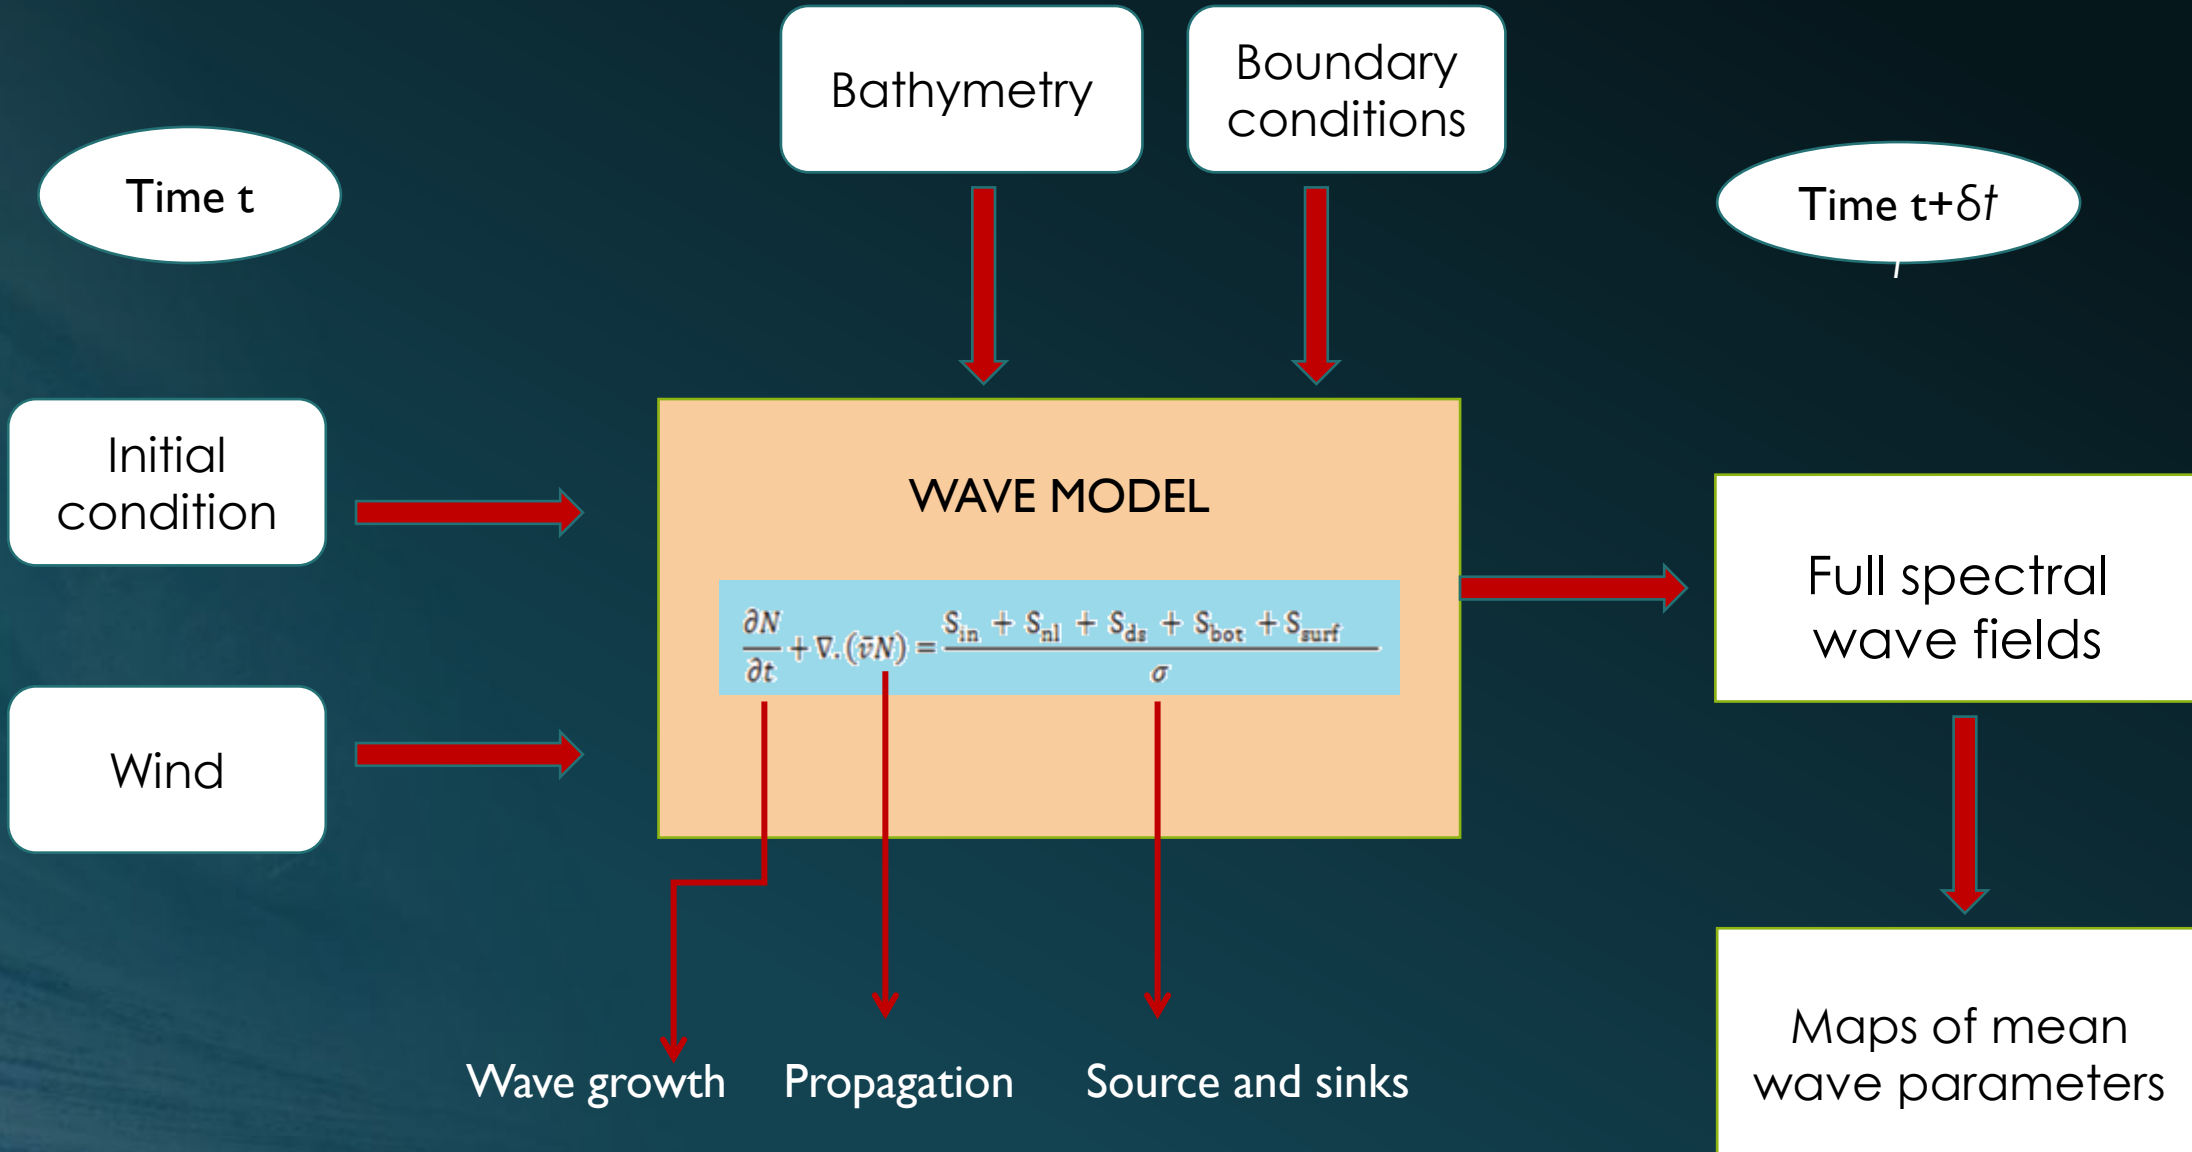 Bathymetry
Boundary
conditions
Time t
Time t+δt
Initial
condition
Wind
WAVE MODEL
∂N/∂t + ∇.(v̄N) = (S_in + S_nl + S_ds + S_bot + S_surf)/σ
Full spectral
wave fields
Wave growth
Propagation
Source and sinks
Maps of mean
wave parameters